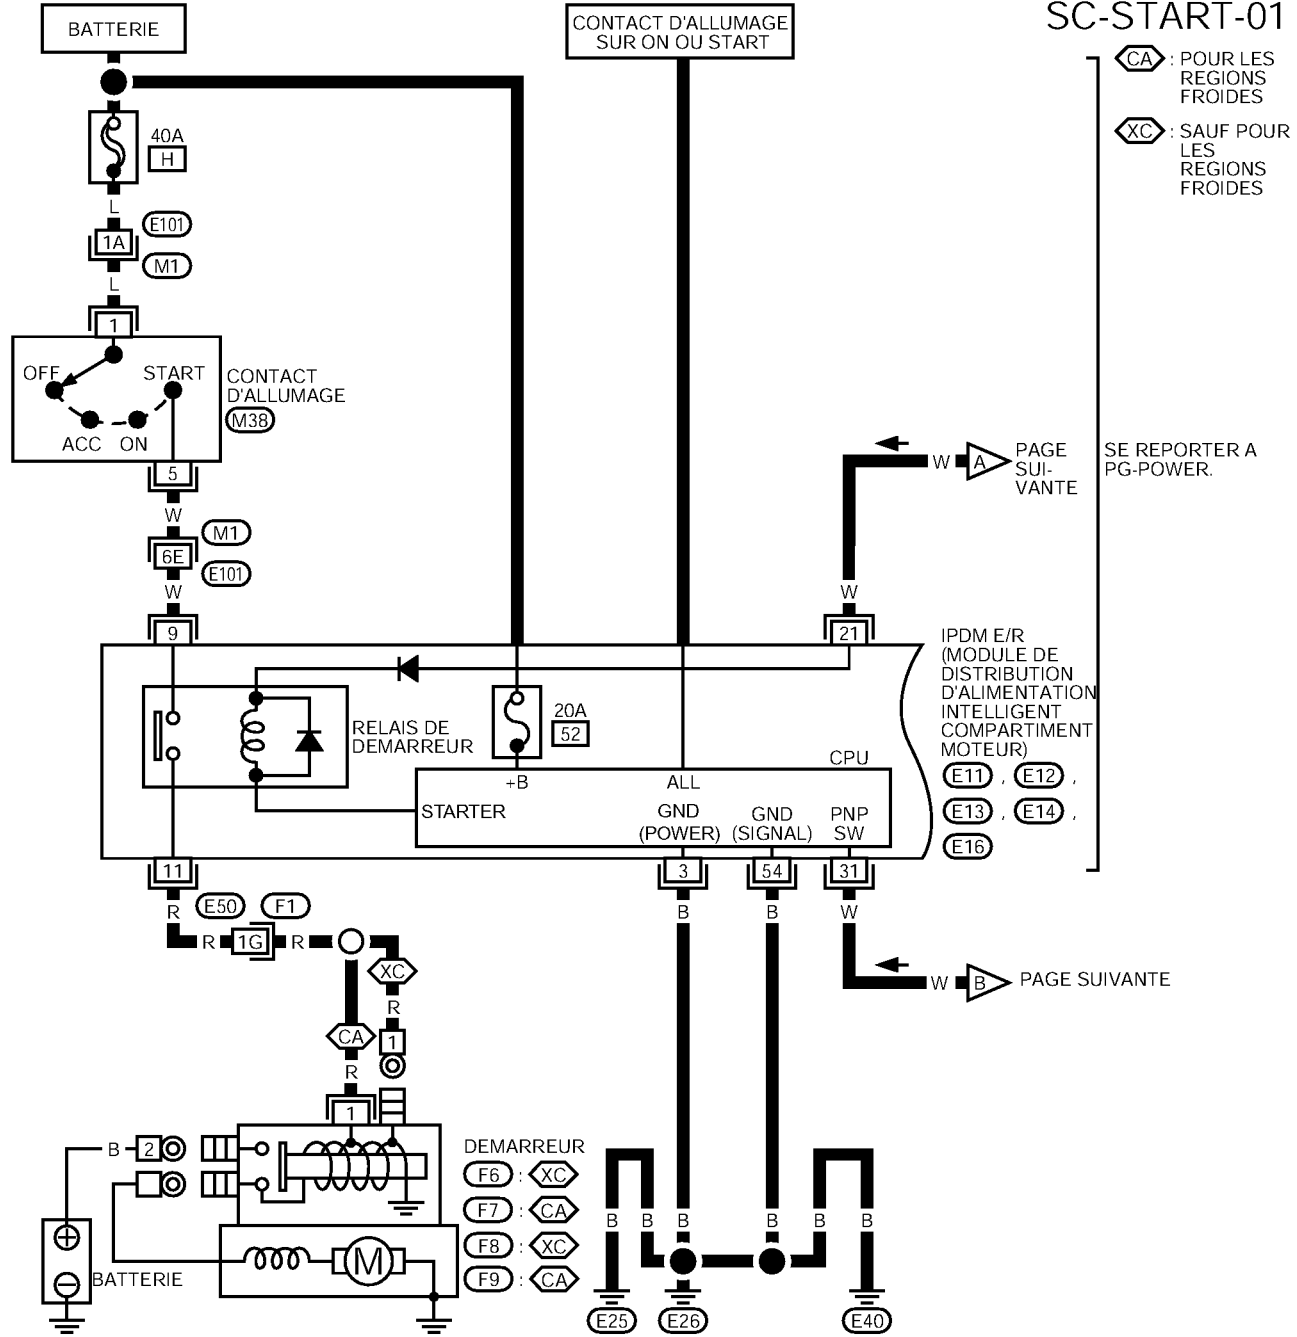 SC-START-01
BATTERIE
CONTACT D'ALLUMAGE
SUR ON OU START
CA : POUR LES
REGIONS
FROIDES
XC : SAUF POUR
LES
REGIONS
FROIDES
40A
H
L
E101
1A
M1
L
1
OFF
START
ACC ON
CONTACT
D'ALLUMAGE
M38
5
W
M1
6E
E101
W
9
W A PAGE
SUI-
VANTE
SE REPORTER A
PG-POWER.
W
21
IPDM E/R
(MODULE DE
DISTRIBUTION
D'ALIMENTATION
INTELLIGENT
COMPARTIMENT
MOTEUR)
E11 , E12 ,
E13 , E14 ,
E16
RELAIS DE
DEMARREUR
20A
52
CPU
+B
ALL
STARTER
GND
(POWER)
GND
(SIGNAL)
PNP
SW
11
3
54
31
R
E50
F1
B
B
W
R 1G R
XC
W B PAGE SUIVANTE
R
CA
1
R
1
B 2
DEMARREUR
F6 : XC
F7 : CA
F8 : XC
F9 : CA
M
BATTERIE
B B B B B B
E25
E26
E40